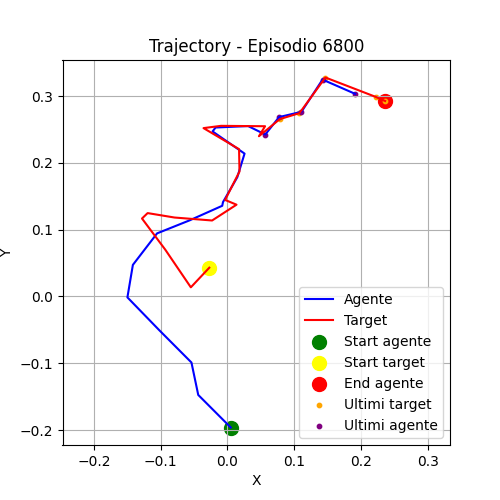 Trajectory - Episodio 6800
Y
0.3
0.2
0.1
0.0
−0.1
−0.2
−0.2
−0.1
0.0
0.1
0.2
0.3
X
Agente
Target
Start agente
Start target
End agente
Ultimi target
Ultimi agente